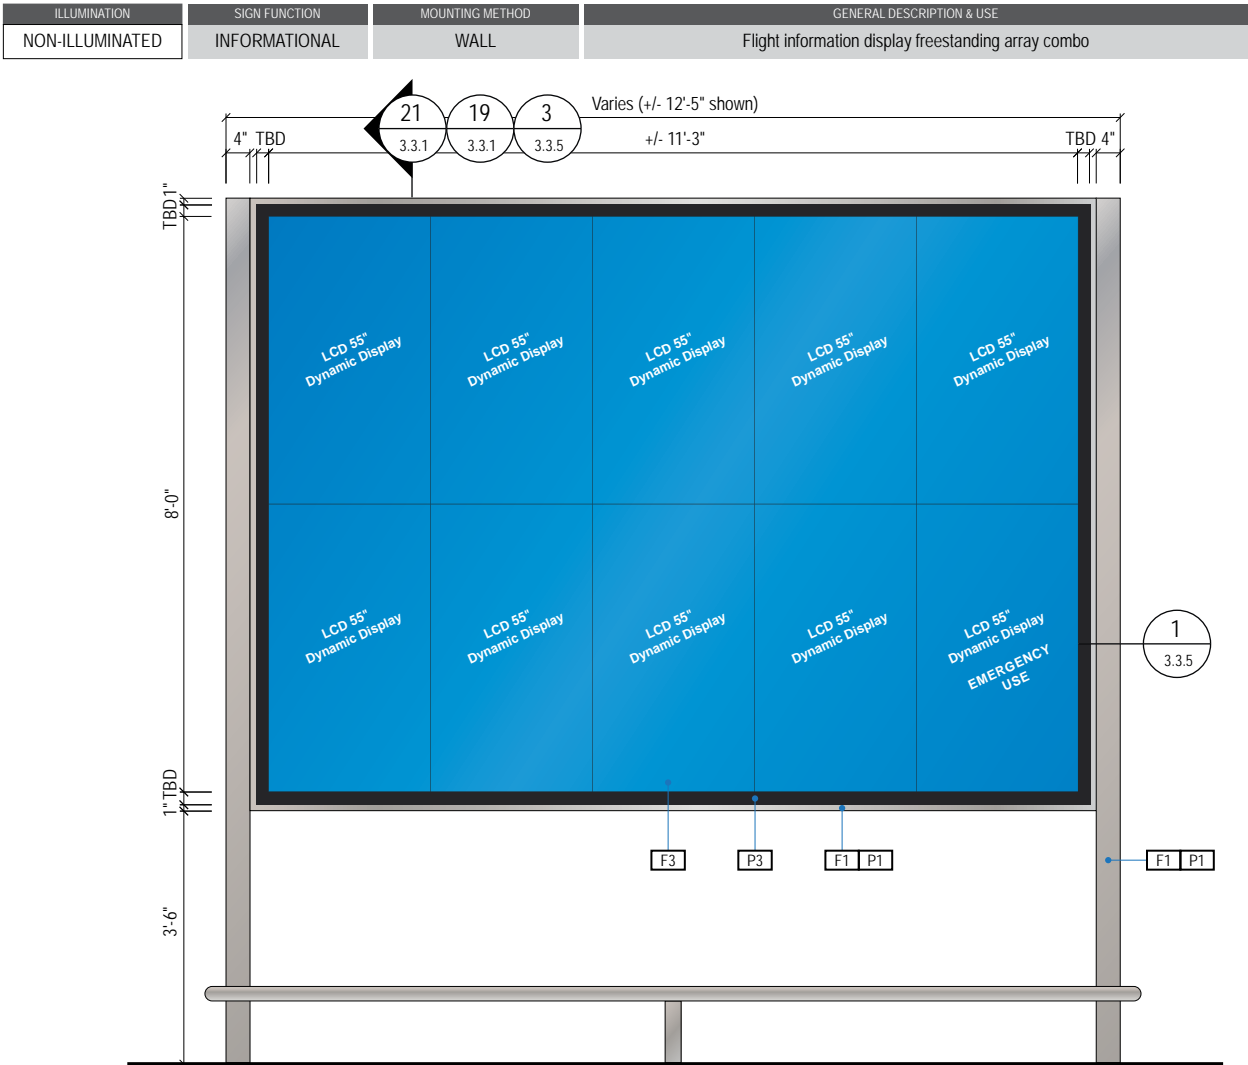 ILLUMINATION
SIGN FUNCTION
MOUNTING METHOD
GENERAL DESCRIPTION & USE
NON-ILLUMINATED
INFORMATIONAL
WALL
Flight information display freestanding array combo
21
3.3.1
19
3.3.1
3
3.3.5
Varies (+/- 12'-5" shown)
4" TBD
+/- 11'-3"
TBD 4"
TBD 1"
8'-0"
1" TBD
3'-6"
LCD 55"
Dynamic Display
LCD 55"
Dynamic Display
LCD 55"
Dynamic Display
LCD 55"
Dynamic Display
LCD 55"
Dynamic Display
LCD 55"
Dynamic Display
LCD 55"
Dynamic Display
LCD 55"
Dynamic Display
LCD 55"
Dynamic Display
LCD 55"
Dynamic Display
EMERGENCY
USE
1
3.3.5
F3
P3
F1 P1
F1 P1